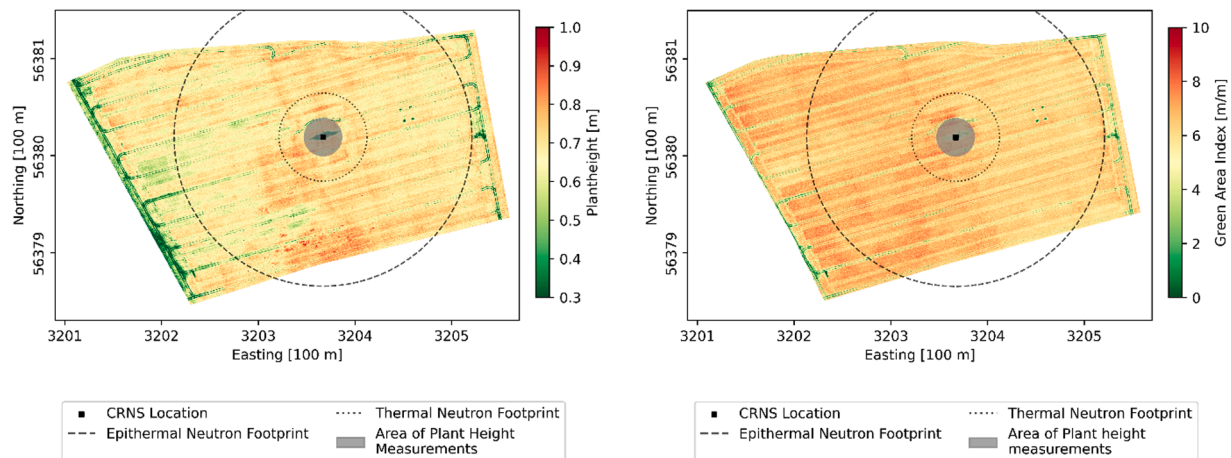 56381
56380
56379
Northing [100 m]
3201 3202 3203 3204 3205
Easting [100 m]
1.0
0.9
0.8
0.7
0.6
0.5
0.4
0.3
Plantheight [m]
CRNS Location
Epithermal Neutron Footprint
Thermal Neutron Footprint
Area of Plant Height
Measurements
56381
56380
56379
Northing [100 m]
3201 3202 3203 3204 3205
Easting [100 m]
10
8
6
4
2
0
Green Area Index [m/m]
CRNS Location
Epithermal Neutron Footprint
Thermal Neutron Footprint
Area of Plant height
measurements